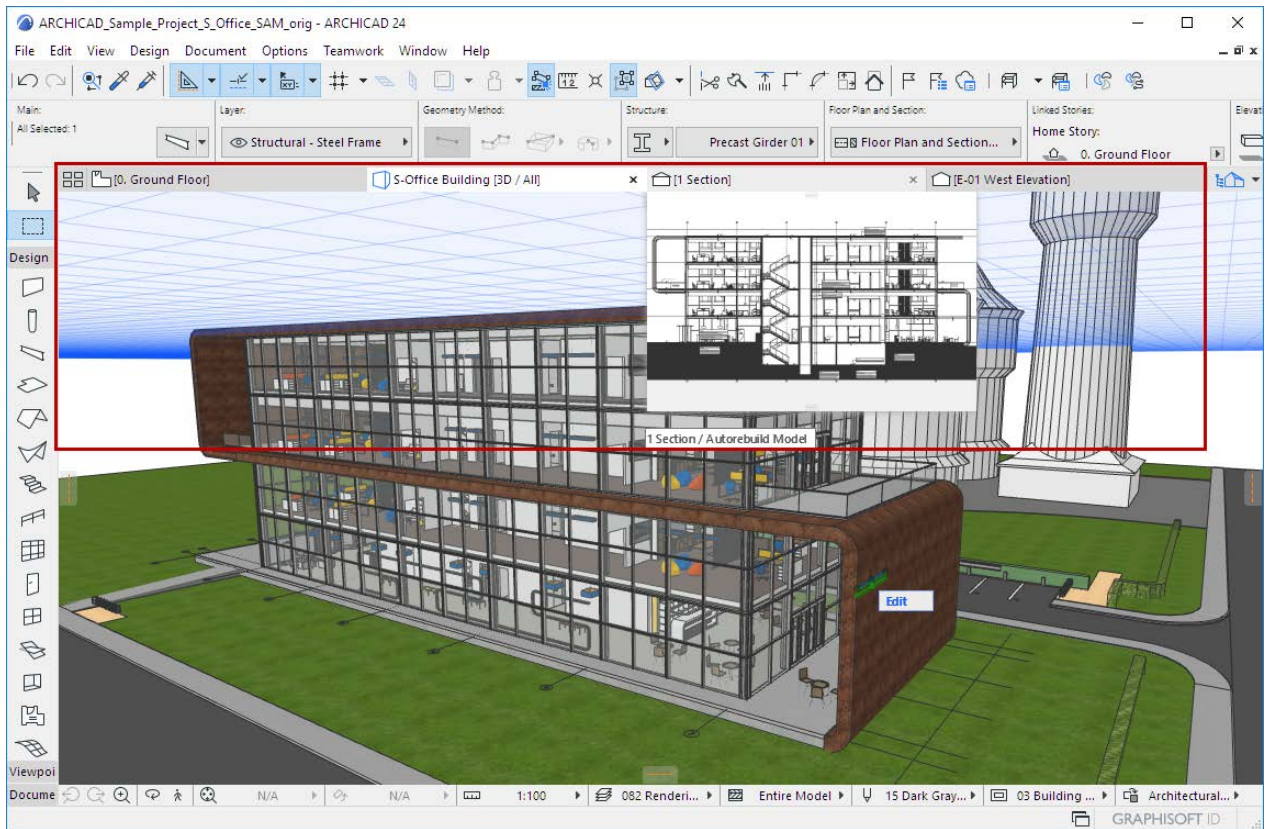 ARCHICAD_Sample_Project_S_Office_SAM_orig - ARCHICAD 24
File Edit View Design Document Options Teamwork Window Help
Main: Layer: Geometry Method: Structure: Floor Plan and Section: Linked Stories: Elevat
All Selected: 1 Structural - Steel Frame Precast Girder 01 Floor Plan and Section... Home Story:
0. Ground Floor
[0. Ground Floor] S-Office Building [3D / All] [1 Section] [E-01 West Elevation]
Design
1 Section / Autorebuild Model
Edit
Viewpoi
Docume N/A N/A 1:100 082 Renderi... Entire Model 15 Dark Gray... 03 Building ... Architectural...
GRAPHISOFT ID